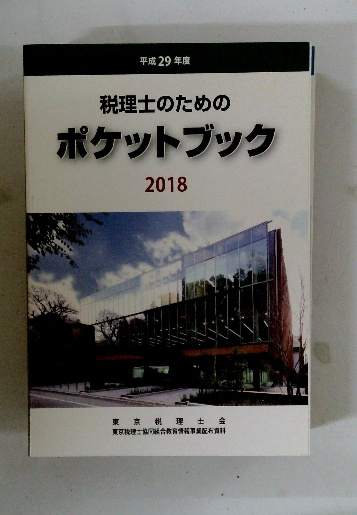 平成29年度
税理士のための
ポケットブック
2018
東京税理士会
東京税理士協同組合教育情報事業配布資料